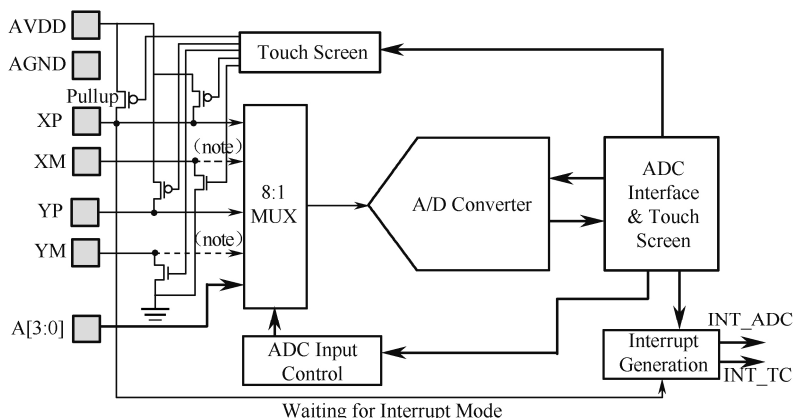 AVDD
AGND
Pullup
XP
XM
YP
YM
A[3:0]
Touch Screen
(note)
(note)
8:1
MUX
A/D Converter
ADC
Interface
& Touch
Screen
ADC Input
Control
Interrupt
Generation
INT_ADC
INT_TC
Waiting for Interrupt Mode